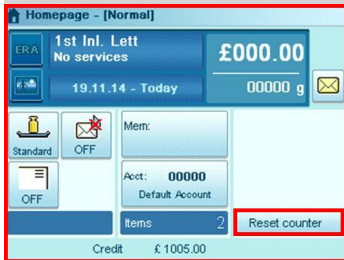 Homepage - [Normal]
ERA
1st Inl. Lett
No services
£000.00
19.11.14 - Today
00000 g
Standard
OFF
Mem:
OFF
Acct: 00000
Default Account
Items 2
Reset counter
Credit £ 1005.00